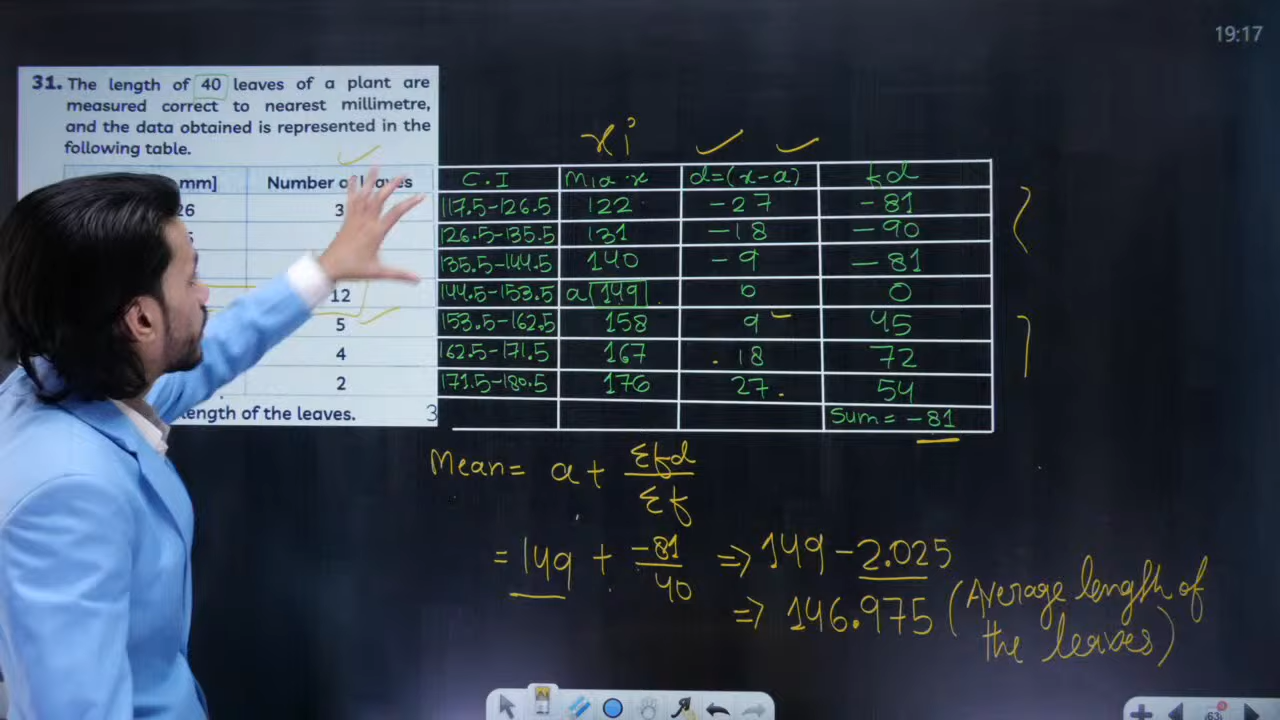 19:17
31. The length of 40 leaves of a plant are
measured correct to nearest millimetre,
and the data obtained is represented in the
following table.
mm] Number of leaves
26 3
12
5
4
2
length of the leaves. 3
xi
C.I Mid.x d=(x-a) fd
117.5-126.5 122 -27 -81
126.5-135.5 131 -18 -90
135.5-144.5 140 -9 -81
144.5-153.5 a 149 0 0
153.5-162.5 158 9 45
162.5-171.5 167 18 72
171.5-180.5 176 27 54
Sum = -81
Mean = a + Σfd/Σf
= 149 + -81/40 ⇒ 149 - 2.025
⇒ 146.975 (Average length of
the leaves)
63